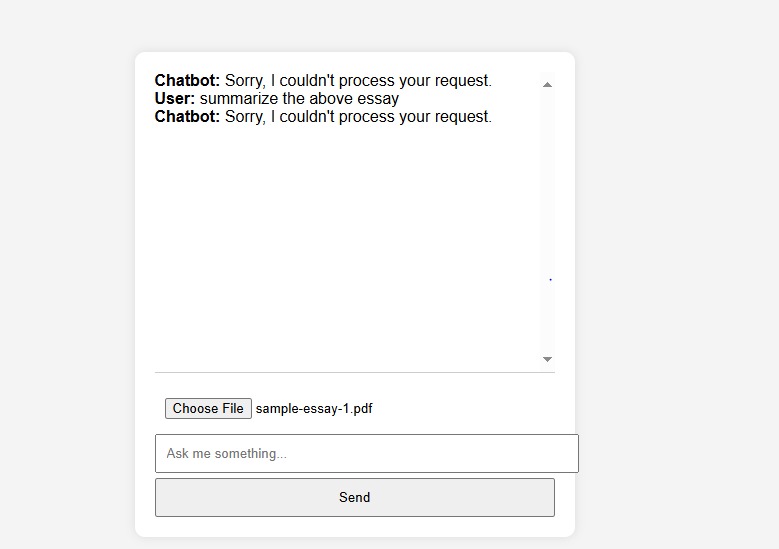 Chatbot: Sorry, I couldn't process your request.
User: summarize the above essay
Chatbot: Sorry, I couldn't process your request.
Choose File sample-essay-1.pdf
Ask me something...
Send